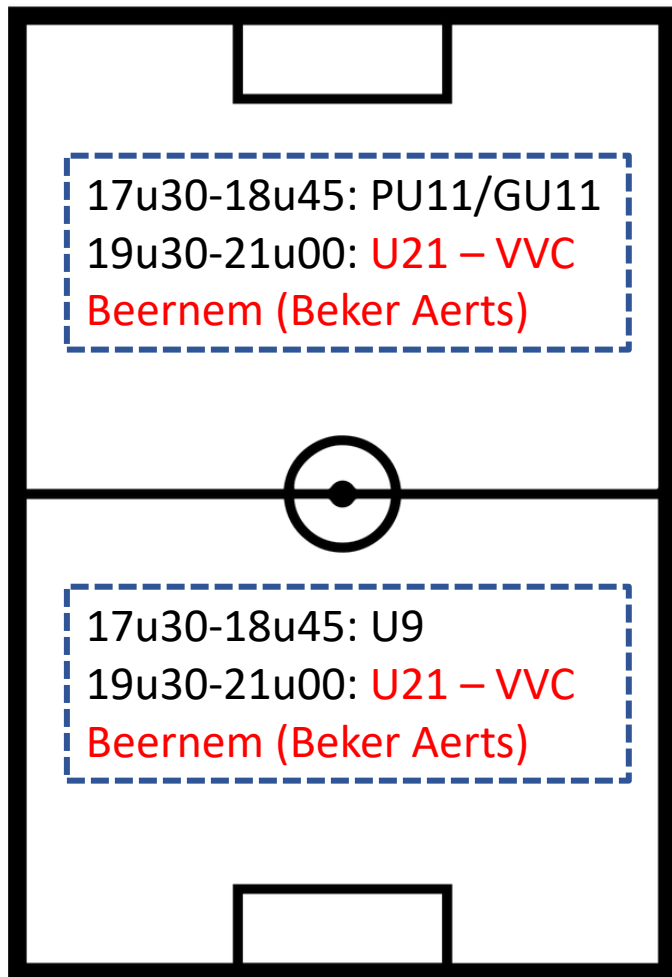 17u30-18u45: PU11/GU11
19u30-21u00: U21 – VVC
Beernem (Beker Aerts)
17u30-18u45: U9
19u30-21u00: U21 – VVC
Beernem (Beker Aerts)